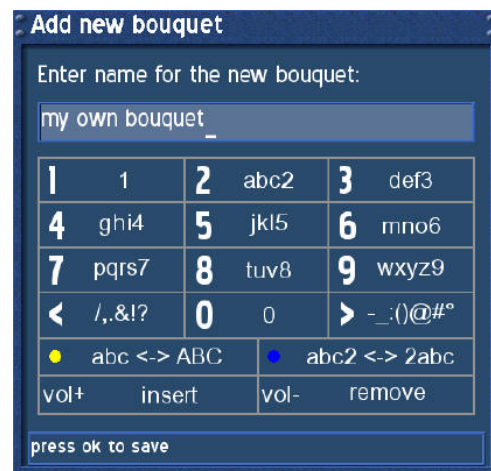 Add new bouquet
Enter name for the new bouquet:
my own bouquet_
1 1 2 abc2 3 def3
4 ghi4 5 jkl5 6 mno6
7 pqrs7 8 tuv8 9 wxyz9
< /,.&!? 0 0 > -_:()@#°
abc <-> ABC abc2 <-> 2abc
vol+ insert vol- remove
press ok to save